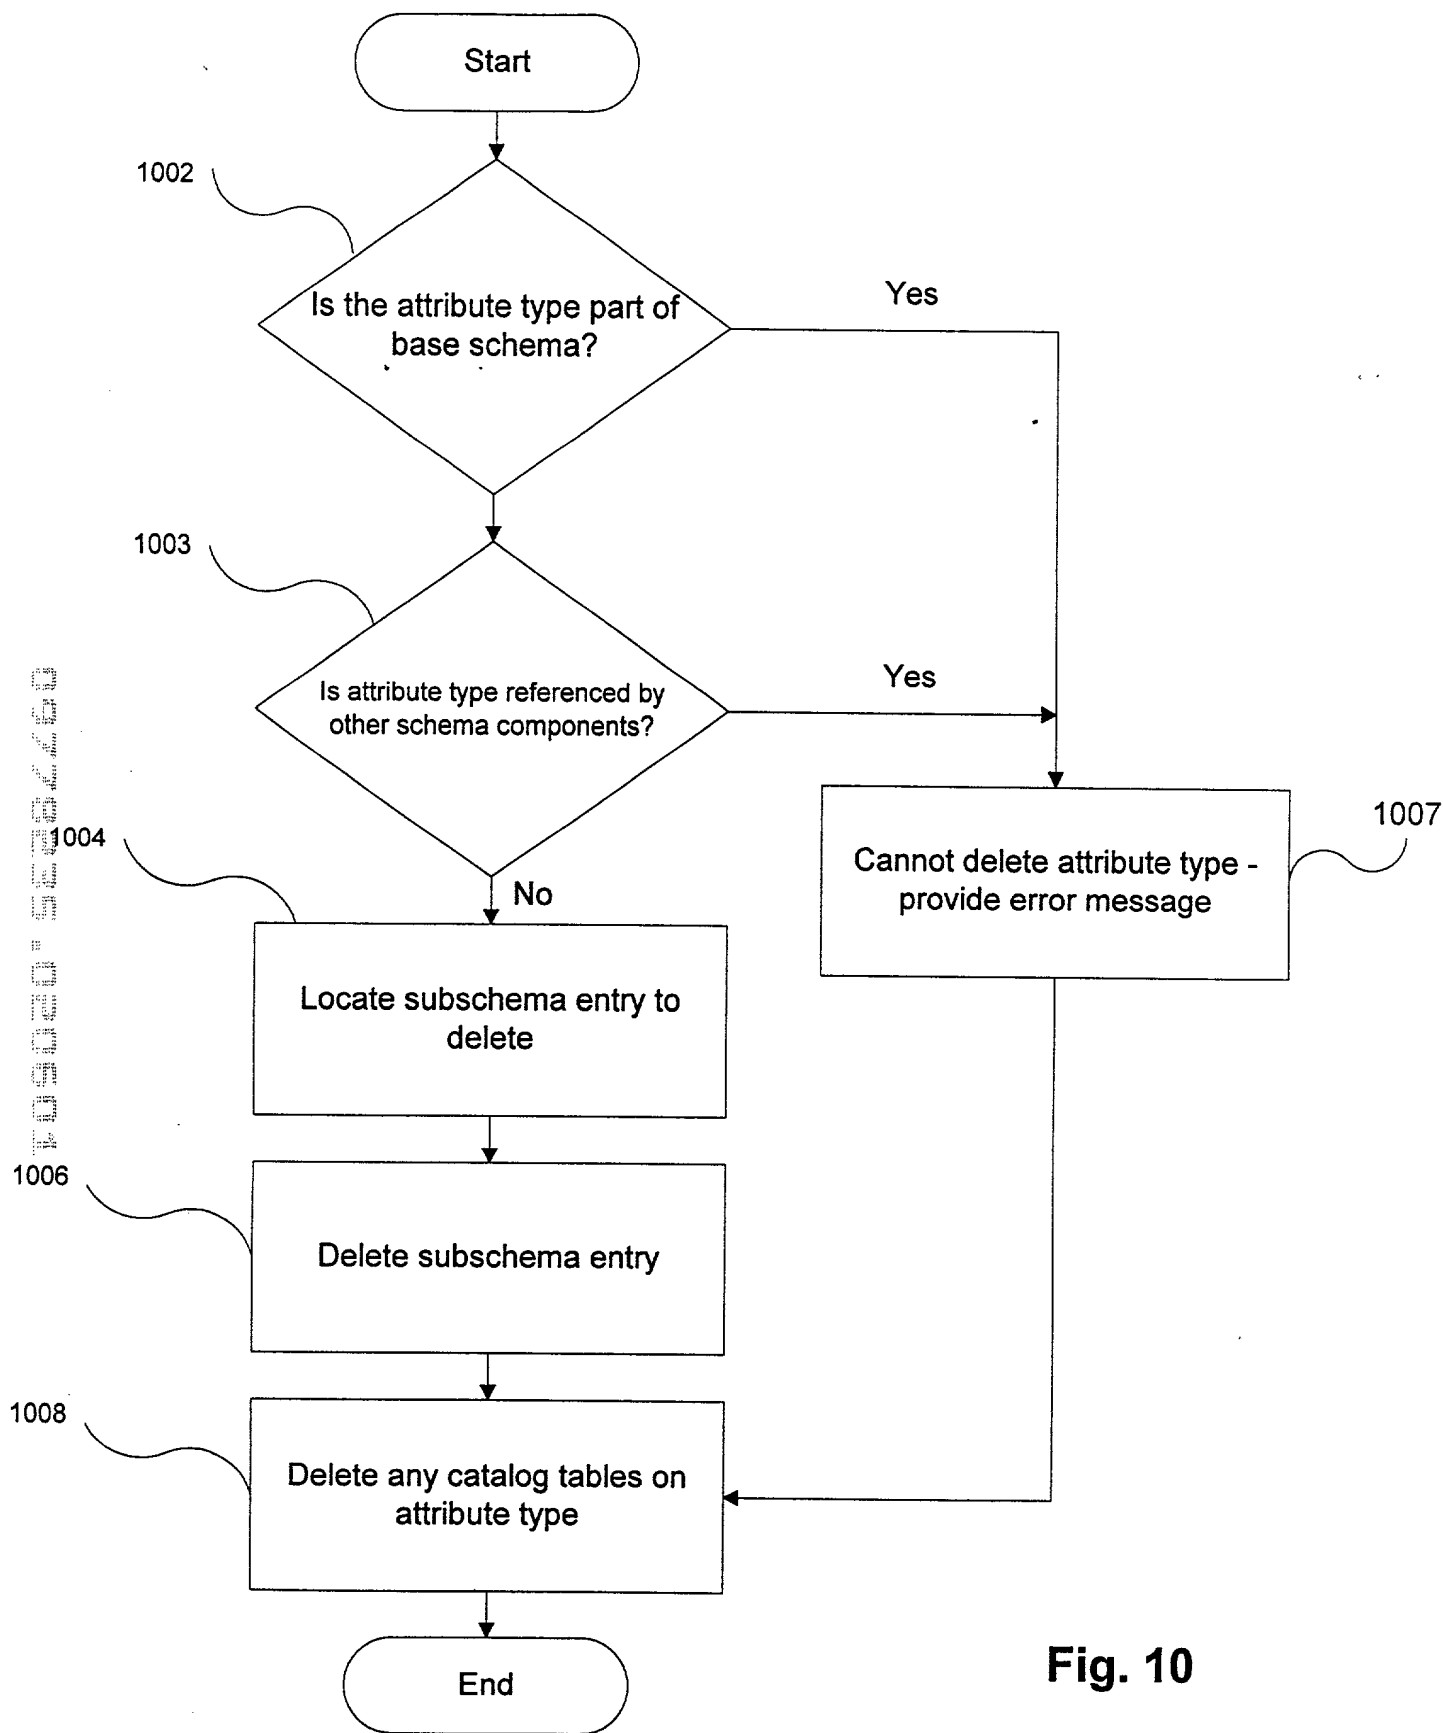 Start
1002
Is the attribute type part of
base schema?
Yes
1003
Is attribute type referenced by
other schema components?
Yes
1004
No
1007
Cannot delete attribute type -
provide error message
Locate subschema entry to
delete
1006
Delete subschema entry
1008
Delete any catalog tables on
attribute type
End
Fig. 10